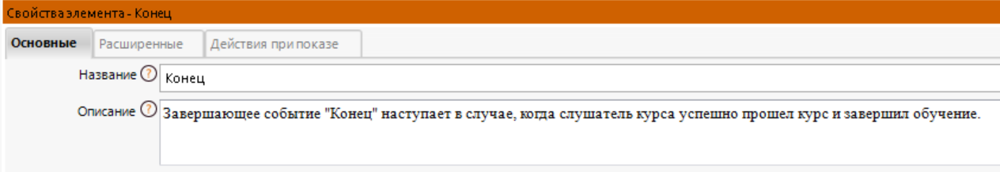 Свойства элемента - Конец
Основные Расширенные Действия при показе
Название ? Конец
Описание ? Завершающее событие "Конец" наступает в случае, когда слушатель курса успешно прошел курс и завершил обучение.